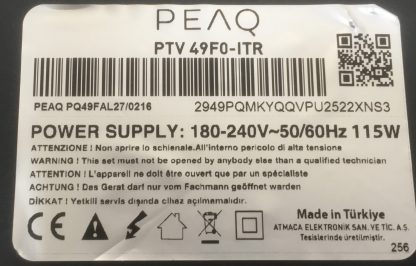 PEAQ
PTV 49F0-ITR
PEAQ PQ49FAL27/0216
2949PQMKYQQVPU2522XNS3
POWER SUPPLY: 180-240V~50/60Hz 115W
ATTENZIONE ! Non aprire lo schienale.All'interno pericolo di alta tensione
WARNING ! This set must not be opened by anybody else than a qualified technician
ATTENTION ! L'appareil ne doit être ouvert que par un spécialiste
ACHTUNG ! Das Gerat darf nur vom Fachmann geöffnet warden
DİKKAT ! Yetkili servis dışında cihaz açılmamalıdır.
CE
Made in Türkiye
ATMACA ELEKTRONİK SAN. VE TİC. A.S.
Tesislerinde üretilmiştir.
256